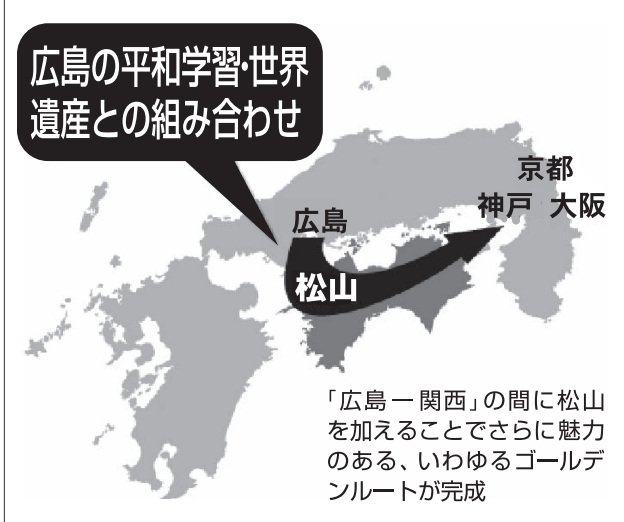 広島の平和学習・世界
遺産との組み合わせ
京都
神戸 大阪
広島
松山
「広島ー関西」の間に松山
を加えることでさらに魅力
のある、いわゆるゴールデ
ンルートが完成